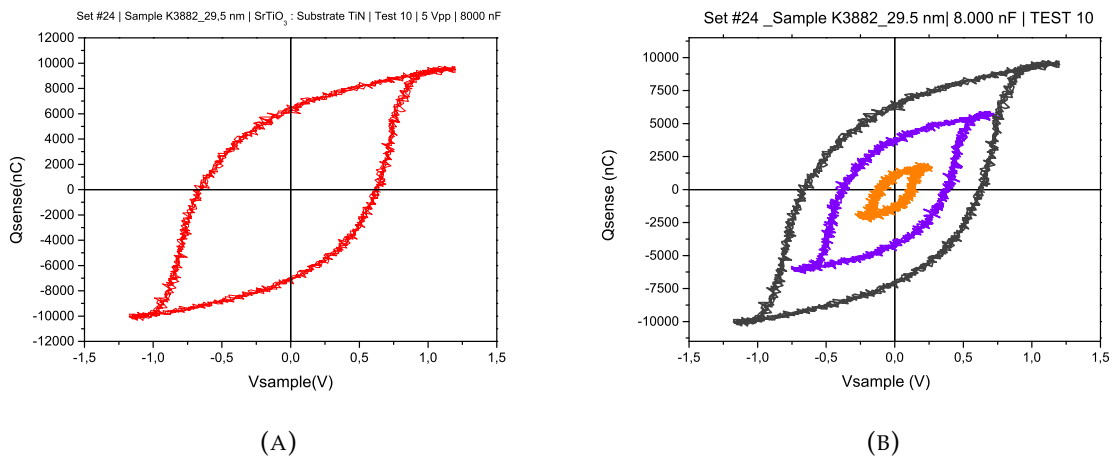 Set #24 | Sample K3882_29,5 nm | SrTiO3 : Substrate TiN | Test 10 | 5 Vpp | 8000 nF
12000
10000
8000
6000
4000
2000
0
-2000
-4000
-6000
-8000
-10000
-12000
Qsense(nC)
-1,5 -1,0 -0,5 0,0 0,5 1,0 1,5
Vsample(V)
(A)
Set #24 _Sample K3882_29.5 nm| 8.000 nF | TEST 10
10000
7500
5000
2500
0
-2500
-5000
-7500
-10000
Qsense (nC)
-1,5 -1,0 -0,5 0,0 0,5 1,0 1,5
Vsample (V)
(B)